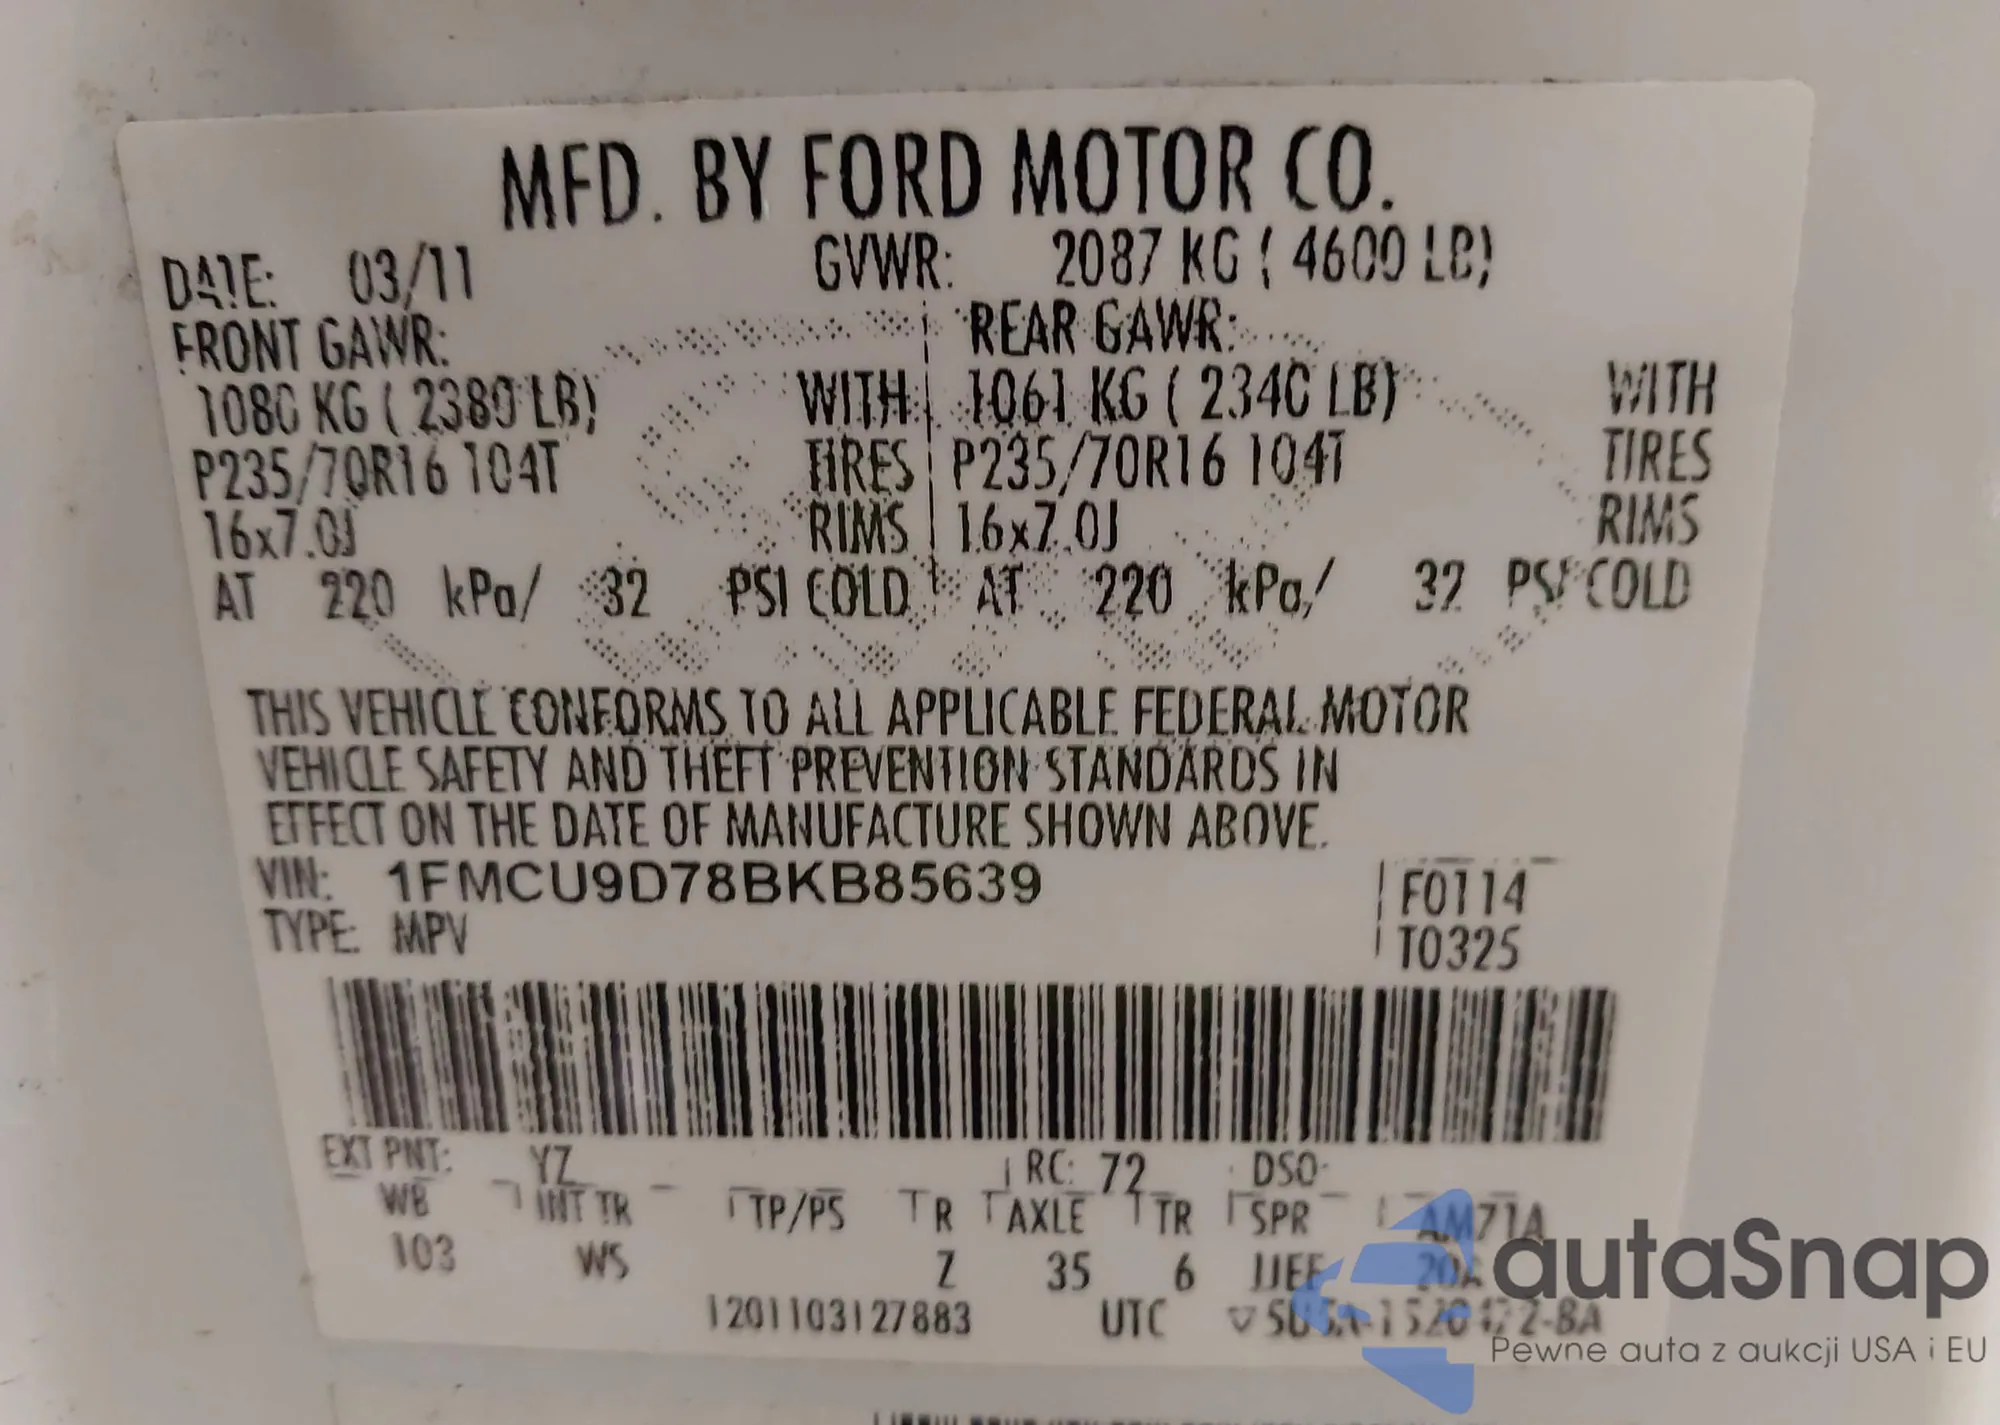 MFD. BY FORD MOTOR CO.
DATE: 03/11 GVWR: 2087 KG ( 4600 LB)
FRONT GAWR: REAR GAWR:
1080 KG ( 2380 LB) WITH 1061 KG ( 2340 LB) WITH
P235/70R16 104T TIRES P235/70R16 104T TIRES
16x7.0J RIMS 16x7.0J RIMS
AT 220 kPa/ 32 PSI COLD AT 220 kPa/ 32 PSI COLD
THIS VEHICLE CONFORMS TO ALL APPLICABLE FEDERAL MOTOR
VEHICLE SAFETY AND THEFT PREVENTION STANDARDS IN
EFFECT ON THE DATE OF MANUFACTURE SHOWN ABOVE.
VIN: 1FMCU9D78BKB85639 F0114
TYPE: MPV T0325
EXT PNT: YZ RC: 72 DSO:
WB INT TR TP/PS R AXLE TR SPR AM71A
103 WS Z 35 6 JJEE
1201103127883 UTC
autaSnap
Pewne auta z aukcji USA i EU